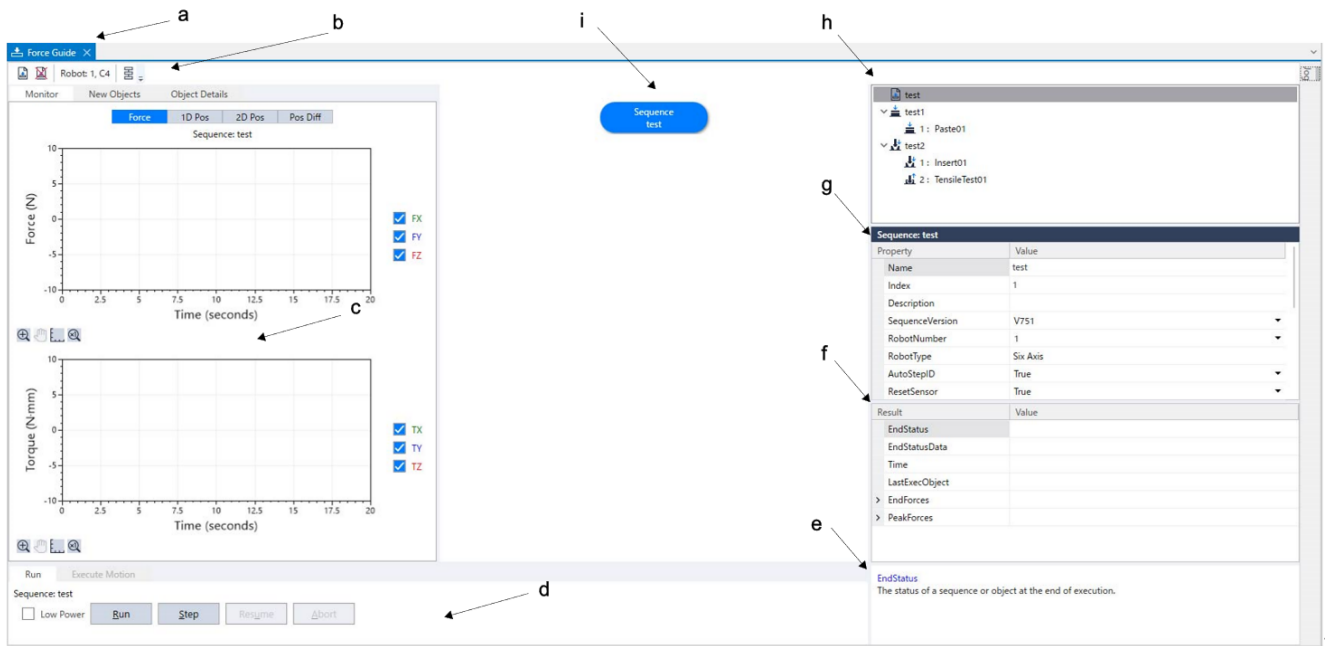 a
b
i
h
Force Guide
Robot: 1, C4
Jog
Monitor New Objects Object Details
Force 1D Pos 2D Pos Pos Diff
Sequence: test
10
5
0
-5
-10
Force (N)
0 2.5 5 7.5 10 12.5 15 17.5 20
Time (seconds)
FX
FY
FZ
c
10
5
0
-5
-10
Torque (N·mm)
0 2.5 5 7.5 10 12.5 15 17.5 20
Time (seconds)
TX
TY
TZ
Run Execute Motion
Sequence: test
Low Power Run Step Resume Abort
d
Sequence
test
test
test1
1 : Paste01
test2
1 : Insert01
2 : TensileTest01
g
Sequence: test
Property Value
Name test
Index 1
Description
SequenceVersion V751
RobotNumber 1
RobotType Six Axis
AutoStepID True
ResetSensor True
f
Result Value
EndStatus
EndStatusData
Time
LastExecObject
EndForces
PeakForces
e
EndStatus
The status of a sequence or object at the end of execution.